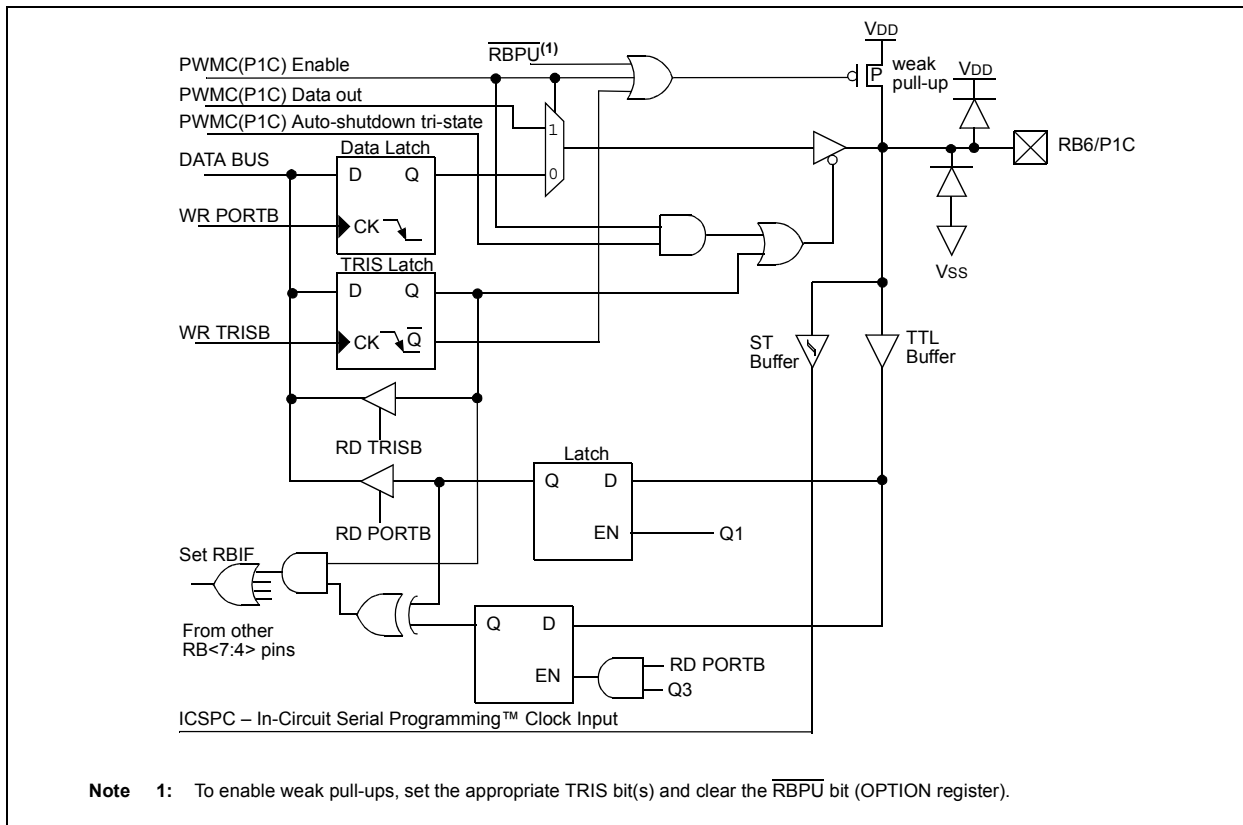 VDD
RBPU(1)
PWMC(P1C) Enable
P
weak
pull-up
VDD
PWMC(P1C) Data out
1
PWMC(P1C) Auto-shutdown tri-state
Data Latch
RB6/P1C
DATA BUS
D Q
0
WR PORTB
CK
TRIS Latch
VSS
D Q
WR TRISB
CK Q
ST
Buffer
TTL
Buffer
RD TRISB
Latch
Q D
RD PORTB
EN
Q1
Set RBIF
From other
RB<7:4> pins
Q D
EN
RD PORTB
Q3
ICSPC – In-Circuit Serial Programming™ Clock Input
Note 1: To enable weak pull-ups, set the appropriate TRIS bit(s) and clear the RBPU bit (OPTION register).